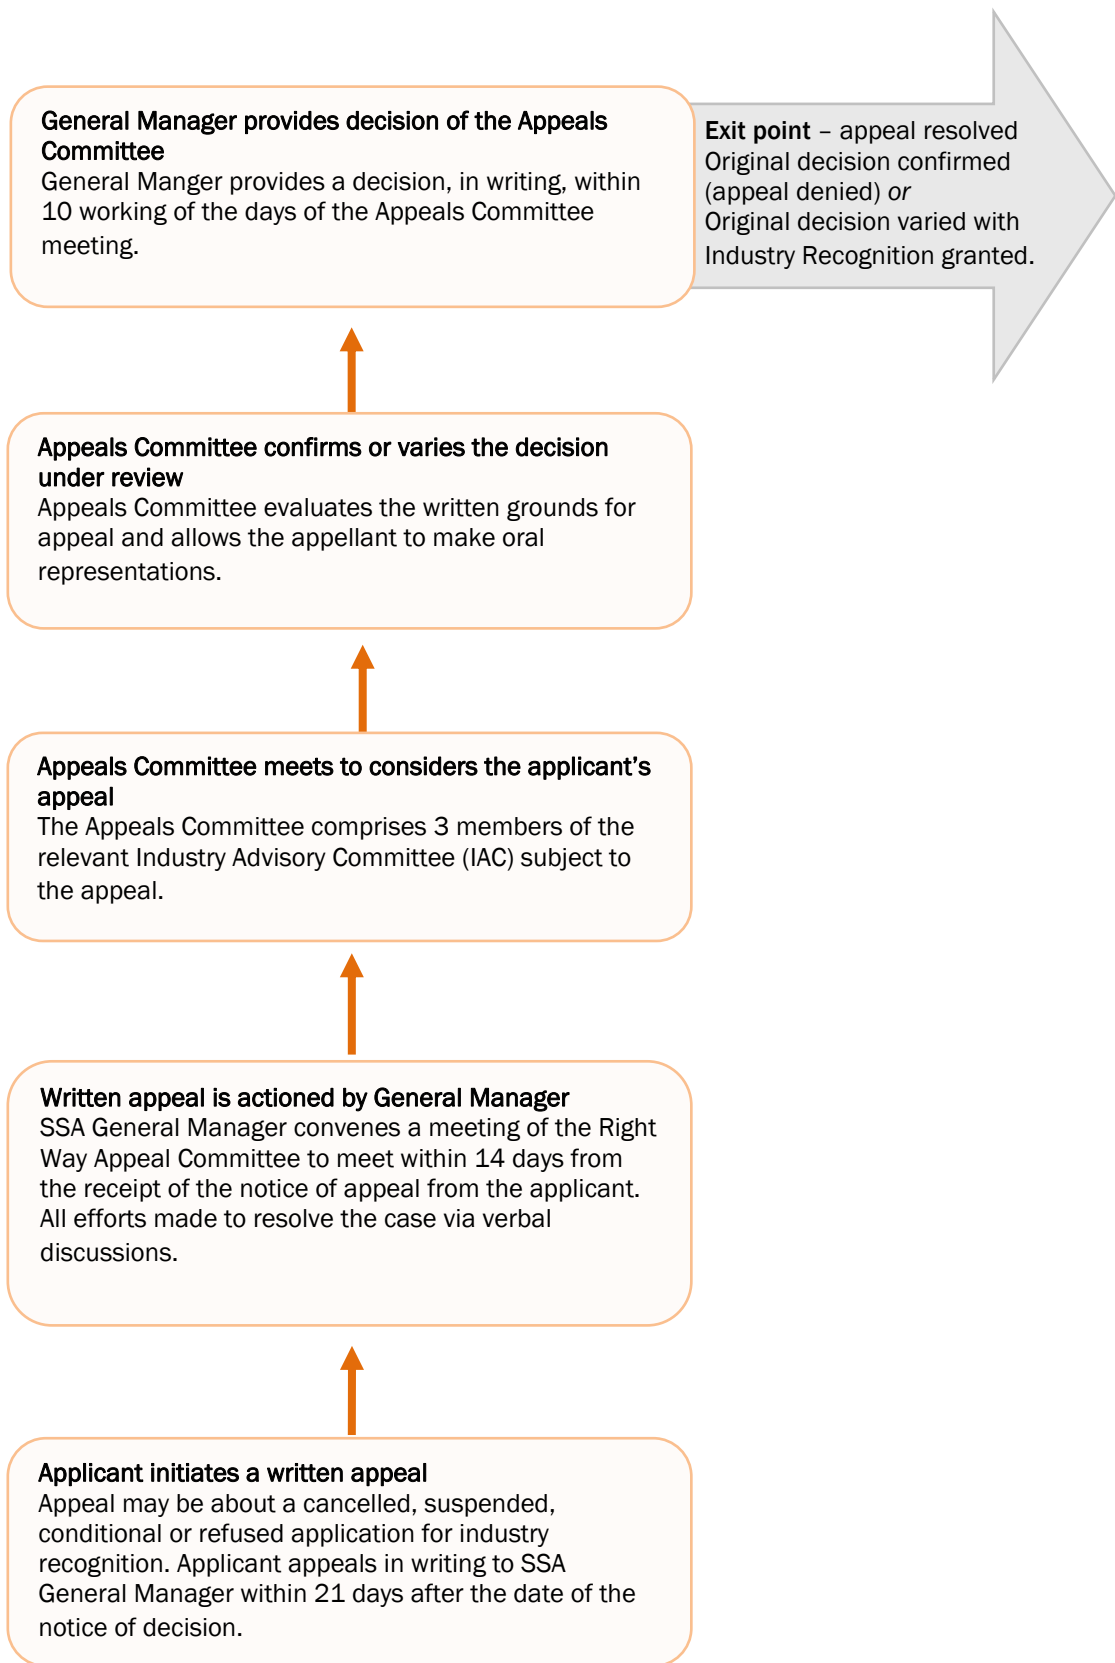 General Manager provides decision of the Appeals
Committee
General Manger provides a decision, in writing, within
10 working of the days of the Appeals Committee
meeting.
Exit point – appeal resolved
Original decision confirmed
(appeal denied) or
Original decision varied with
Industry Recognition granted.
Appeals Committee confirms or varies the decision
under review
Appeals Committee evaluates the written grounds for
appeal and allows the appellant to make oral
representations.
Appeals Committee meets to considers the applicant’s
appeal
The Appeals Committee comprises 3 members of the
relevant Industry Advisory Committee (IAC) subject to
the appeal.
Written appeal is actioned by General Manager
SSA General Manager convenes a meeting of the Right
Way Appeal Committee to meet within 14 days from
the receipt of the notice of appeal from the applicant.
All efforts made to resolve the case via verbal
discussions.
Applicant initiates a written appeal
Appeal may be about a cancelled, suspended,
conditional or refused application for industry
recognition. Applicant appeals in writing to SSA
General Manager within 21 days after the date of the
notice of decision.